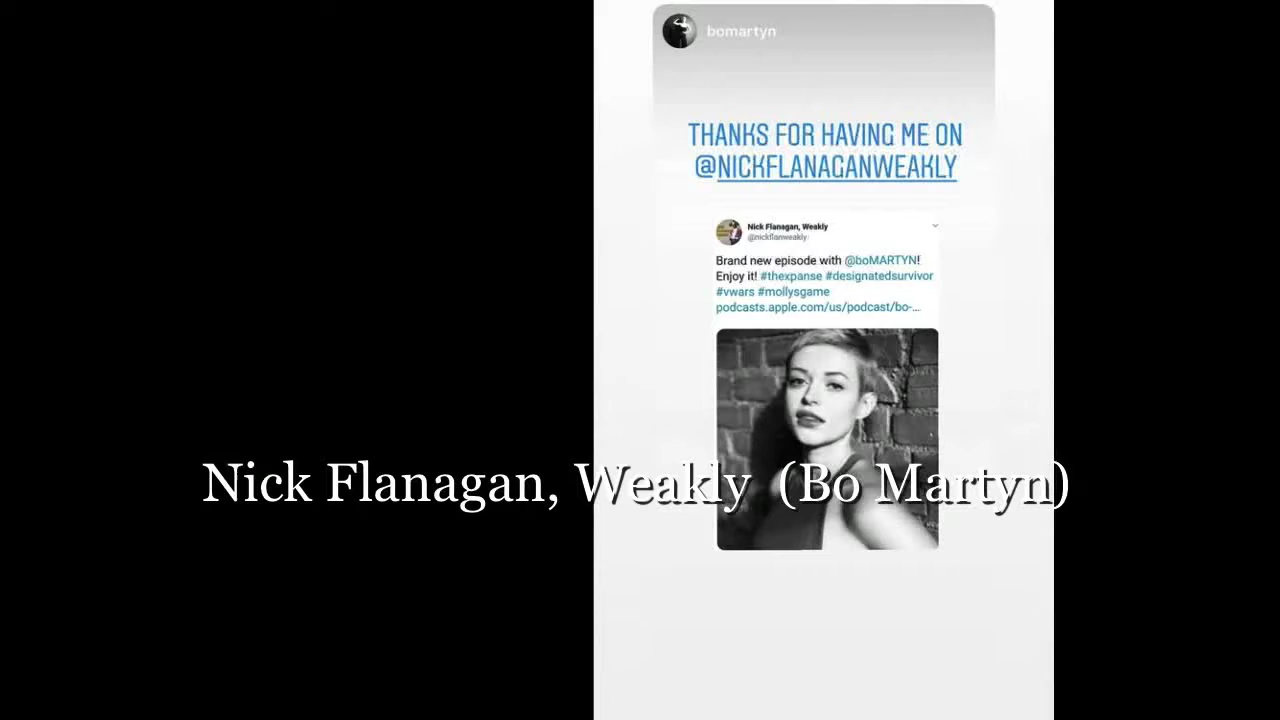 bomartyn
THANKS FOR HAVING ME ON
@NICKFLANAGANWEAKLY
Nick Flanagan, Weakly
@nickflanweakly
Brand new episode with @boMARTYN!
Enjoy it! #thexpanse #designatedsurvivor
#vwars #mollysgame
podcasts.apple.com/us/podcast/bo-...
Nick Flanagan, Weakly (Bo Martyn)